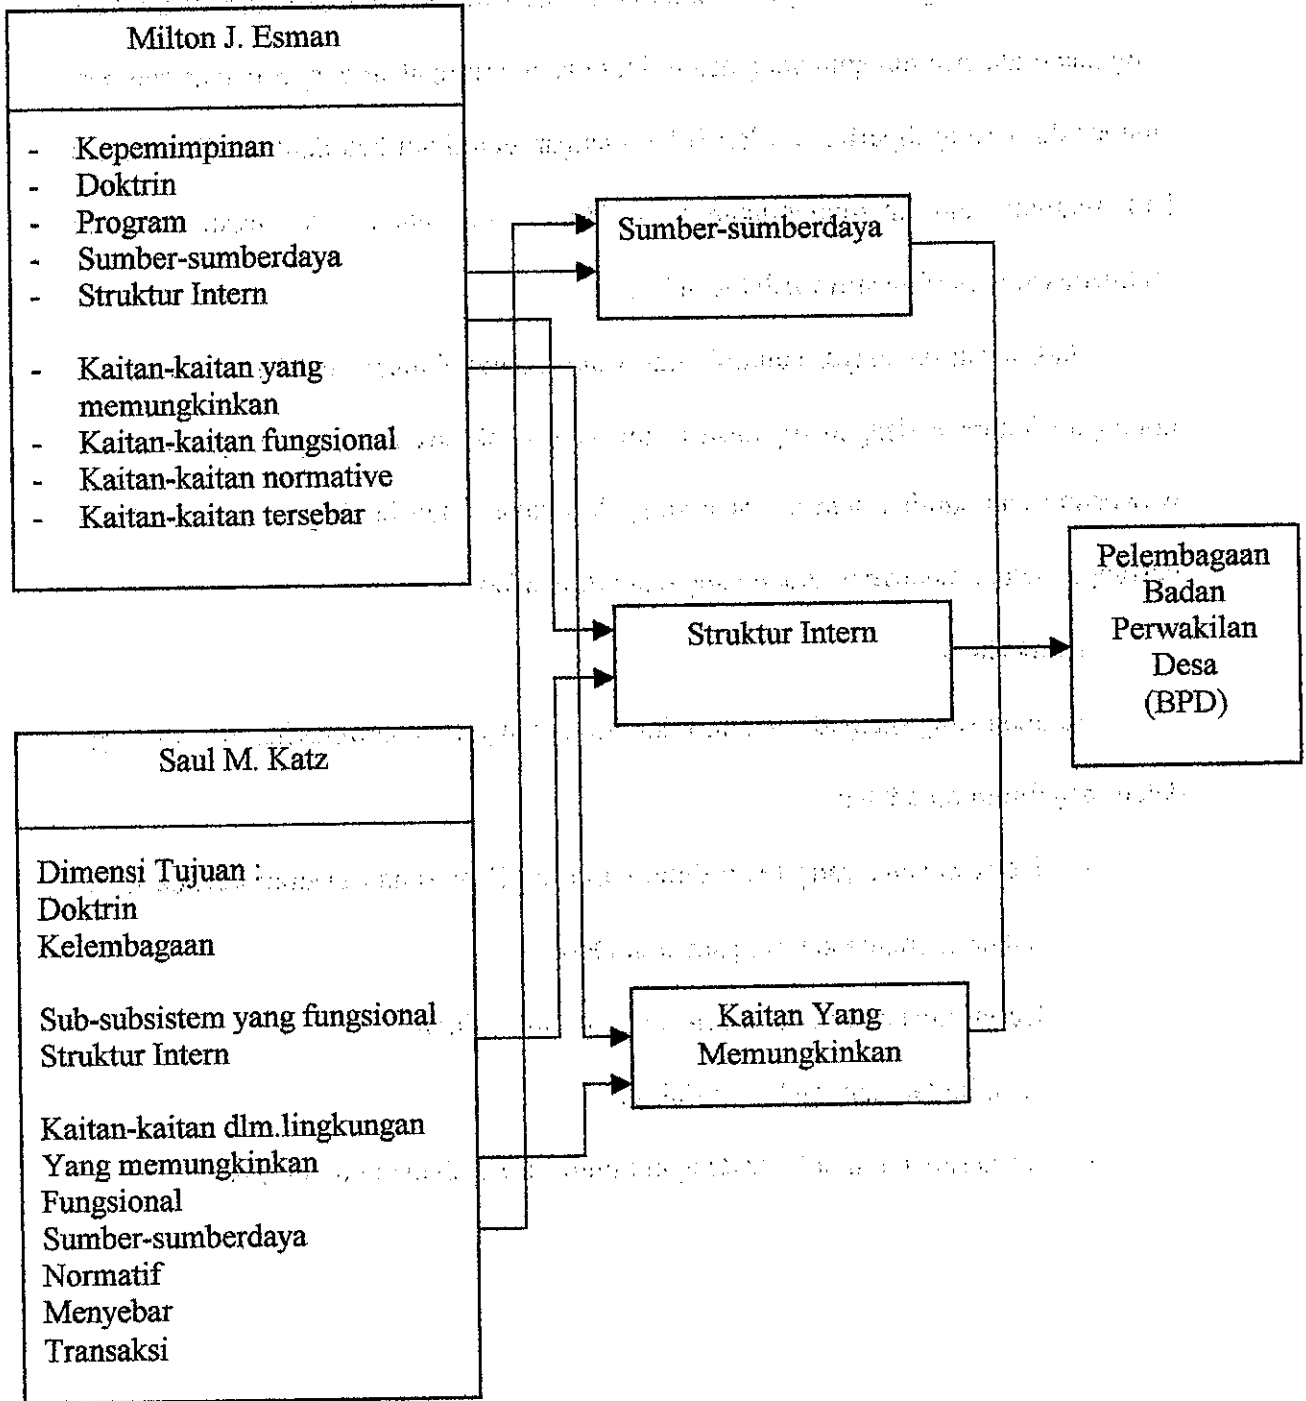 Milton J. Esman
- Kepemimpinan
- Doktrin
- Program
- Sumber-sumberdaya
- Struktur Intern
- Kaitan-kaitan yang
memungkinkan
- Kaitan-kaitan fungsional
- Kaitan-kaitan normative
- Kaitan-kaitan tersebar
Saul M. Katz
Dimensi Tujuan :
Doktrin
Kelembagaan
Sub-subsistem yang fungsional
Struktur Intern
Kaitan-kaitan dlm.lingkungan
Yang memungkinkan
Fungsional
Sumber-sumberdaya
Normatif
Menyebar
Transaksi
Sumber-sumberdaya
Struktur Intern
Kaitan Yang
Memungkinkan
Pelembagaan
Badan
Perwakilan
Desa
(BPD)